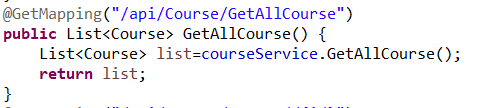 @GetMapping("/api/Course/GetAllCourse")
public List<Course> GetAllCourse() {
List<Course> list=courseService.GetAllCourse();
return list;
}